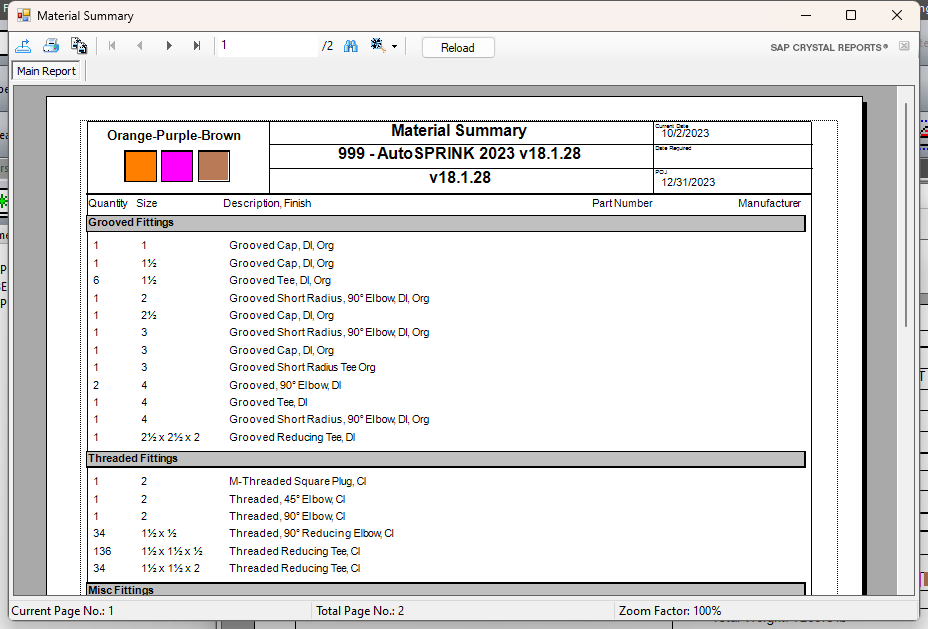 Material Summary
1 /2 Reload SAP CRYSTAL REPORTS®
Main Report
Orange-Purple-Brown
Material Summary
999 - AutoSPRINK 2023 v18.1.28
v18.1.28
Current Date
10/2/2023
Date Required
POJ
12/31/2023
Quantity Size Description, Finish Part Number Manufacturer
Grooved Fittings
1 1 Grooved Cap, DI, Org
1 1½ Grooved Cap, DI, Org
6 1½ Grooved Tee, DI, Org
1 2 Grooved Short Radius, 90° Elbow, DI, Org
1 2½ Grooved Cap, DI, Org
1 3 Grooved Short Radius, 90° Elbow, DI, Org
1 3 Grooved Cap, DI, Org
1 3 Grooved Short Radius Tee Org
2 4 Grooved, 90° Elbow, DI
1 4 Grooved Tee, DI
1 4 Grooved Short Radius, 90° Elbow, DI, Org
1 2½ x 2½ x 2 Grooved Reducing Tee, DI
Threaded Fittings
1 2 M-Threaded Square Plug, CI
1 2 Threaded, 45° Elbow, CI
1 2 Threaded, 90° Elbow, CI
34 1½ x ½ Threaded, 90° Reducing Elbow, CI
136 1½ x 1½ x ½ Threaded Reducing Tee, CI
34 1½ x 1½ x 2 Threaded Reducing Tee, CI
Misc Fittings
Current Page No.: 1 Total Page No.: 2 Zoom Factor: 100%